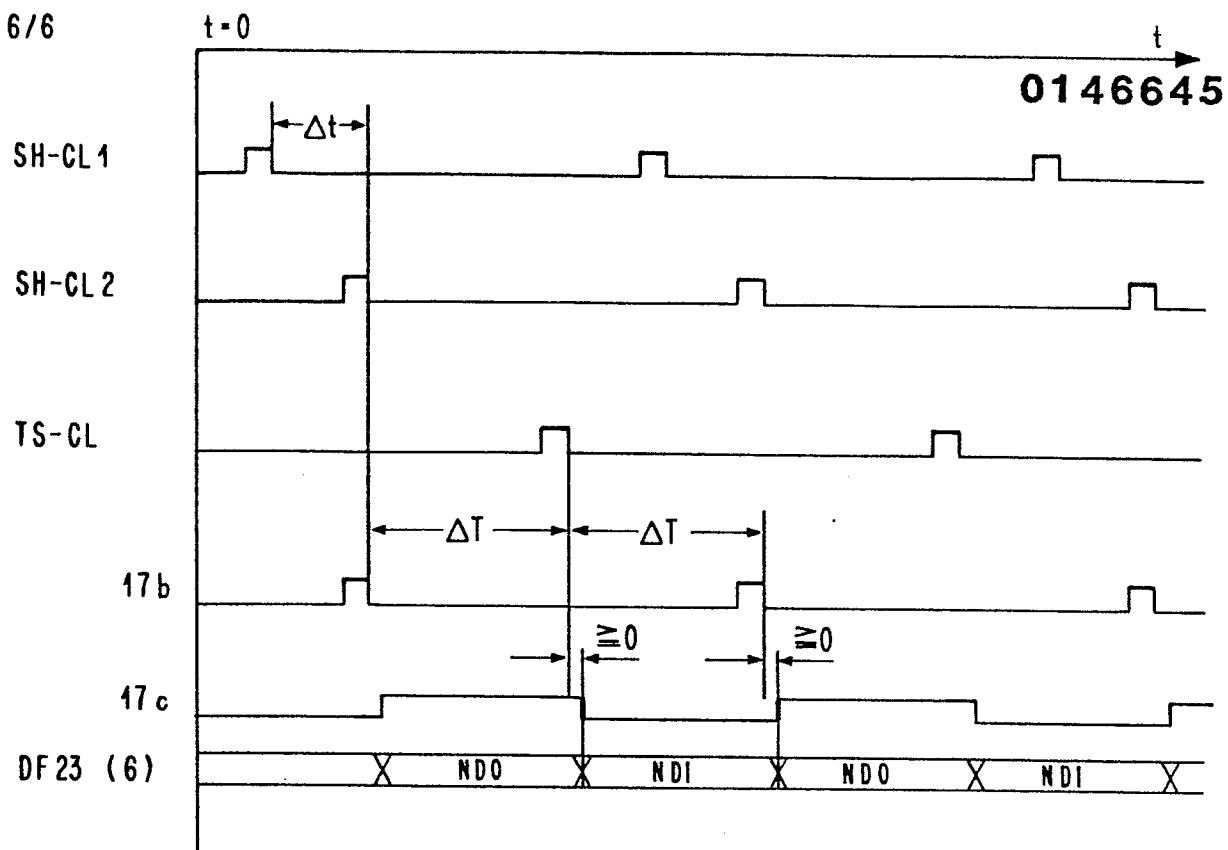 6/6
t=0
t
0146645
Δt
SH-CL1
SH-CL2
TS-CL
ΔT ΔT
17b
≧0 ≧0
17c
DF23 (6) ND0 ND1 ND0 ND1